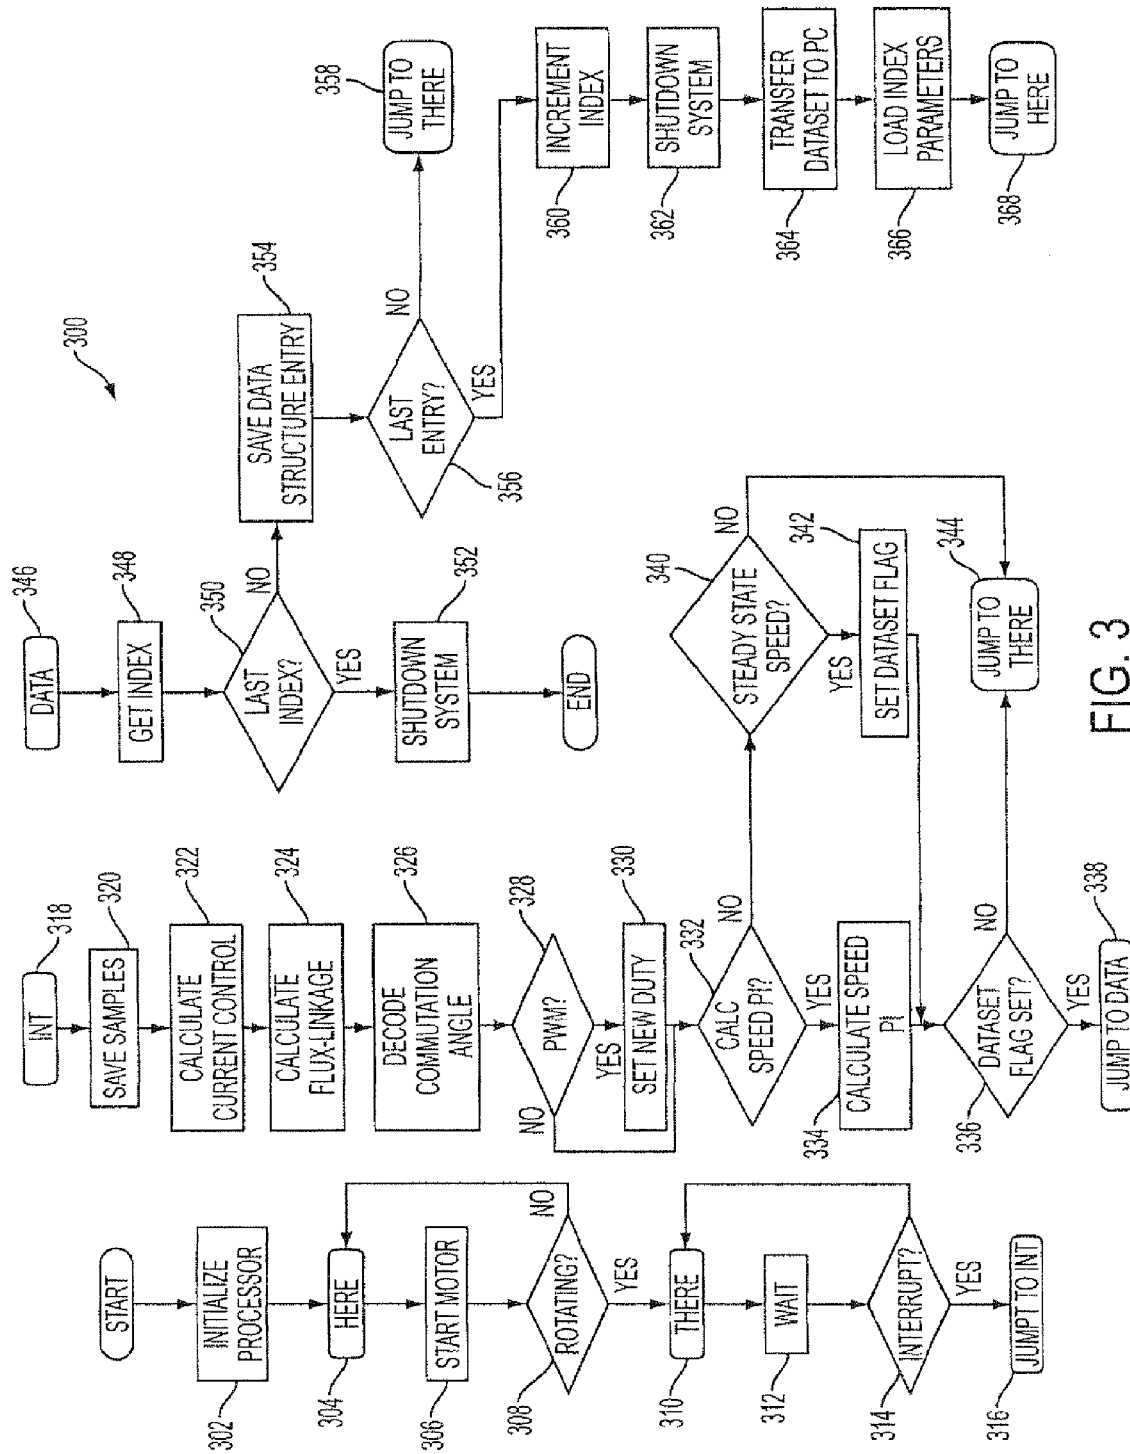 300
START
INITIALIZE
PROCESSOR
302
HERE
304
START MOTOR
306
ROTATING?
308
NO
YES
THERE
310
WAIT
312
INTERRUPT?
314
YES
JUMPT TO INT
316
INT
318
SAVE SAMPLES
320
CALCULATE
CURRENT CONTROL
322
CALCULATE
FLUX-LINKAGE
324
DECODE
COMMUTATION
ANGLE
326
PWM?
328
NO
YES
SET NEW DUTY
330
CALC
SPEED PI?
332
NO
YES
CALCULATE SPEED
PI
334
DATASET
FLAG SET?
336
NO
YES
JUMP TO DATA
338
STEADY STATE
SPEED?
340
NO
YES
SET DATASET FLAG
342
JUMP TO
THERE
344
DATA
346
GET INDEX
348
LAST
INDEX?
350
NO
YES
SHUTDOWN
SYSTEM
352
END
SAVE DATA
STRUCTURE ENTRY
354
LAST
ENTRY?
356
NO
YES
JUMP TO
THERE
358
INCREMENT
INDEX
360
SHUTDOWN
SYSTEM
362
TRANSFER
DATASET TO PC
364
LOAD INDEX
PARAMETERS
366
JUMP TO
HERE
368
FIG. 3